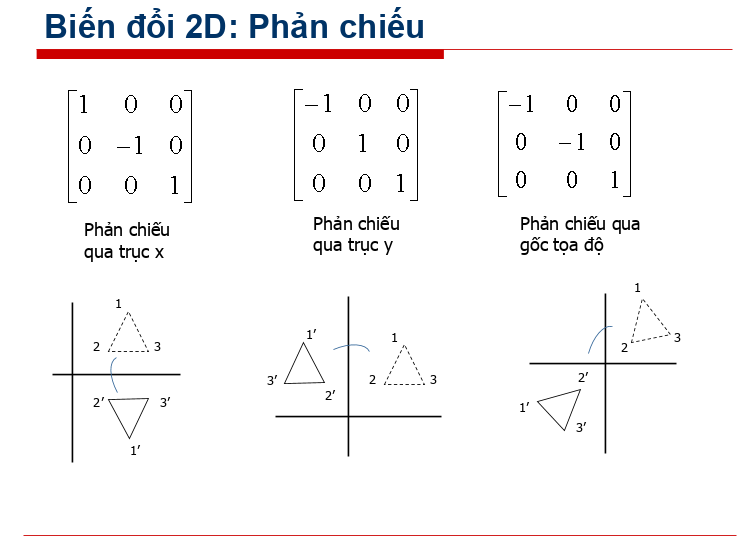 Biến đổi 2D: Phản chiếu
1 0 0
0 −1 0
0 0 1
−1 0 0
0 1 0
0 0 1
−1 0 0
0 −1 0
0 0 1
Phản chiếu
qua trục x
Phản chiếu
qua trục y
Phản chiếu qua
gốc tọa độ
1
2 3
2′ 3′
1′
1′
3′ 2′
1
2 3
1
2 3
2′
1′
3′